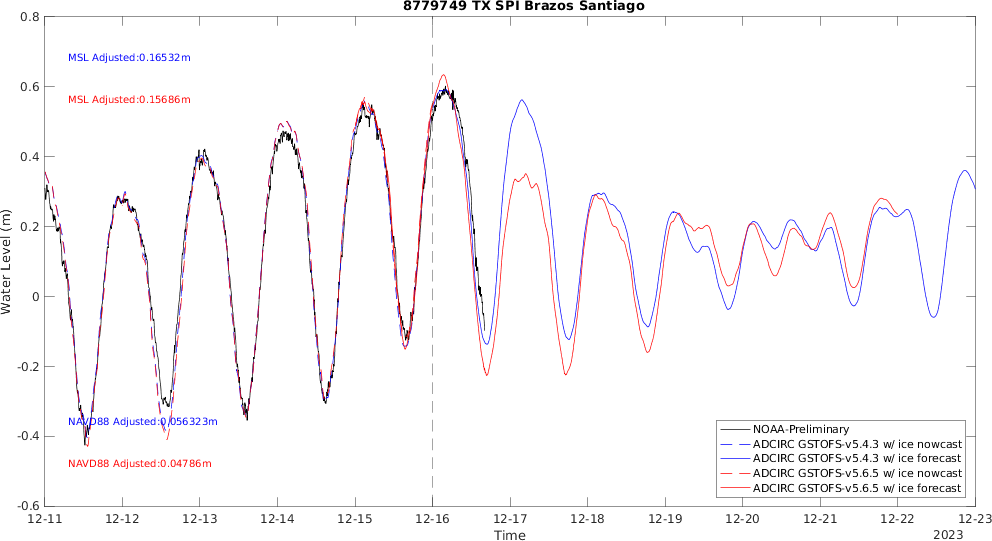 8779749 TX SPI Brazos Santiago
0.8
0.6
0.4
0.2
0
-0.2
-0.4
-0.6
Water Level (m)
MSL Adjusted:0.16532m
MSL Adjusted:0.15686m
NAVD88 Adjusted:0.056323m
NAVD88 Adjusted:0.04786m
NOAA-Preliminary
ADCIRC GSTOFS-v5.4.3 w/ ice nowcast
ADCIRC GSTOFS-v5.4.3 w/ ice forecast
ADCIRC GSTOFS-v5.6.5 w/ ice nowcast
ADCIRC GSTOFS-v5.6.5 w/ ice forecast
12-11 12-12 12-13 12-14 12-15 12-16 12-17 12-18 12-19 12-20 12-21 12-22 12-23
Time
2023